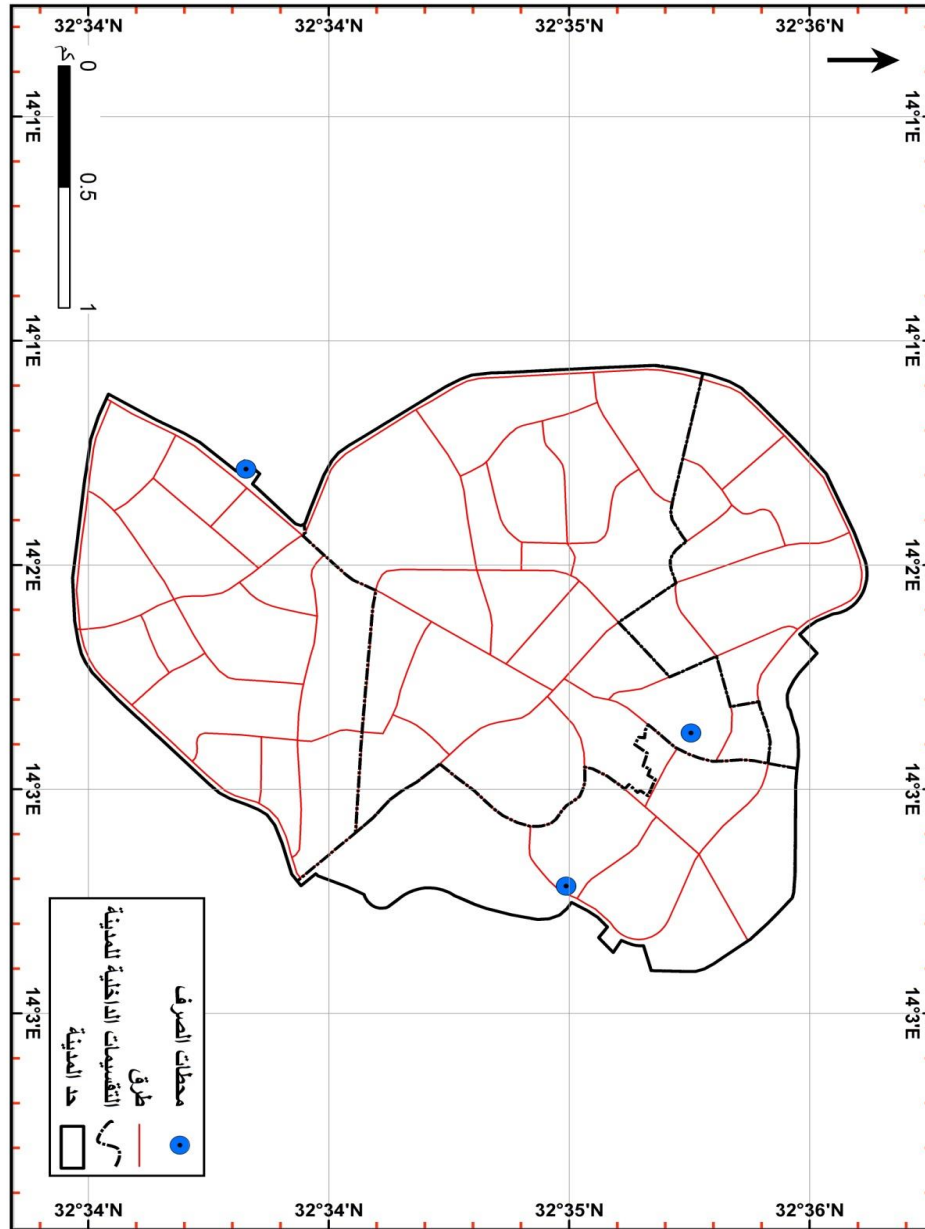 14°1'E 14°1'E 14°2'E 14°3'E 14°3'E
32°36'N 32°36'N
32°35'N 32°35'N
32°34'N 32°34'N
32°34'N 32°34'N
محطات الصرف
طرق
التقسيمات الداخلية للمدينة
حد المدينة
0 0.5 1
كم
14°1'E 14°1'E 14°2'E 14°3'E 14°3'E